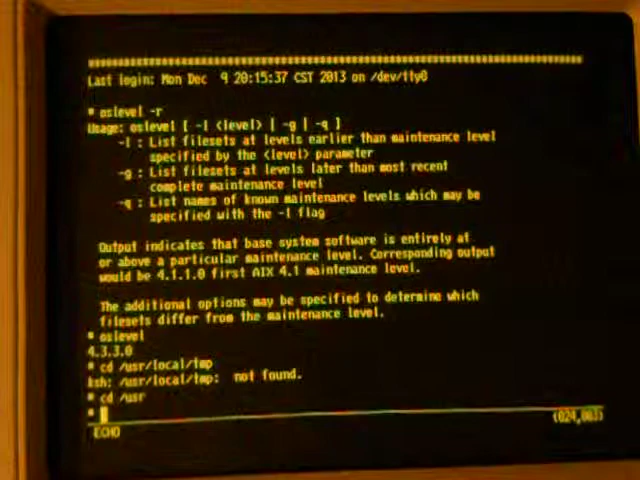 Last login: Mon Dec 9 20:15:37 CST 2013 on /dev/tty0
# oslevel -r
Usage: oslevel [ -l <level> | -g | -q ]
-l : List filesets at levels earlier than maintenance level
specified by the <level> parameter
-g : List filesets at levels later than most recent
complete maintenance level
-q : List names of known maintenance levels which may be
specified with the -l flag
Output indicates that base system software is entirely at
or above a particular maintenance level. Corresponding output
would be 4.1.1.0 first AIX 4.1 maintenance level.
The additional options may be specified to determine which
filesets differ from the maintenance level.
# oslevel
4.3.3.0
# cd /usr/local/tmp
ksh: /usr/local/tmp: not found.
# cd /usr
#
ECHO
(024,003)